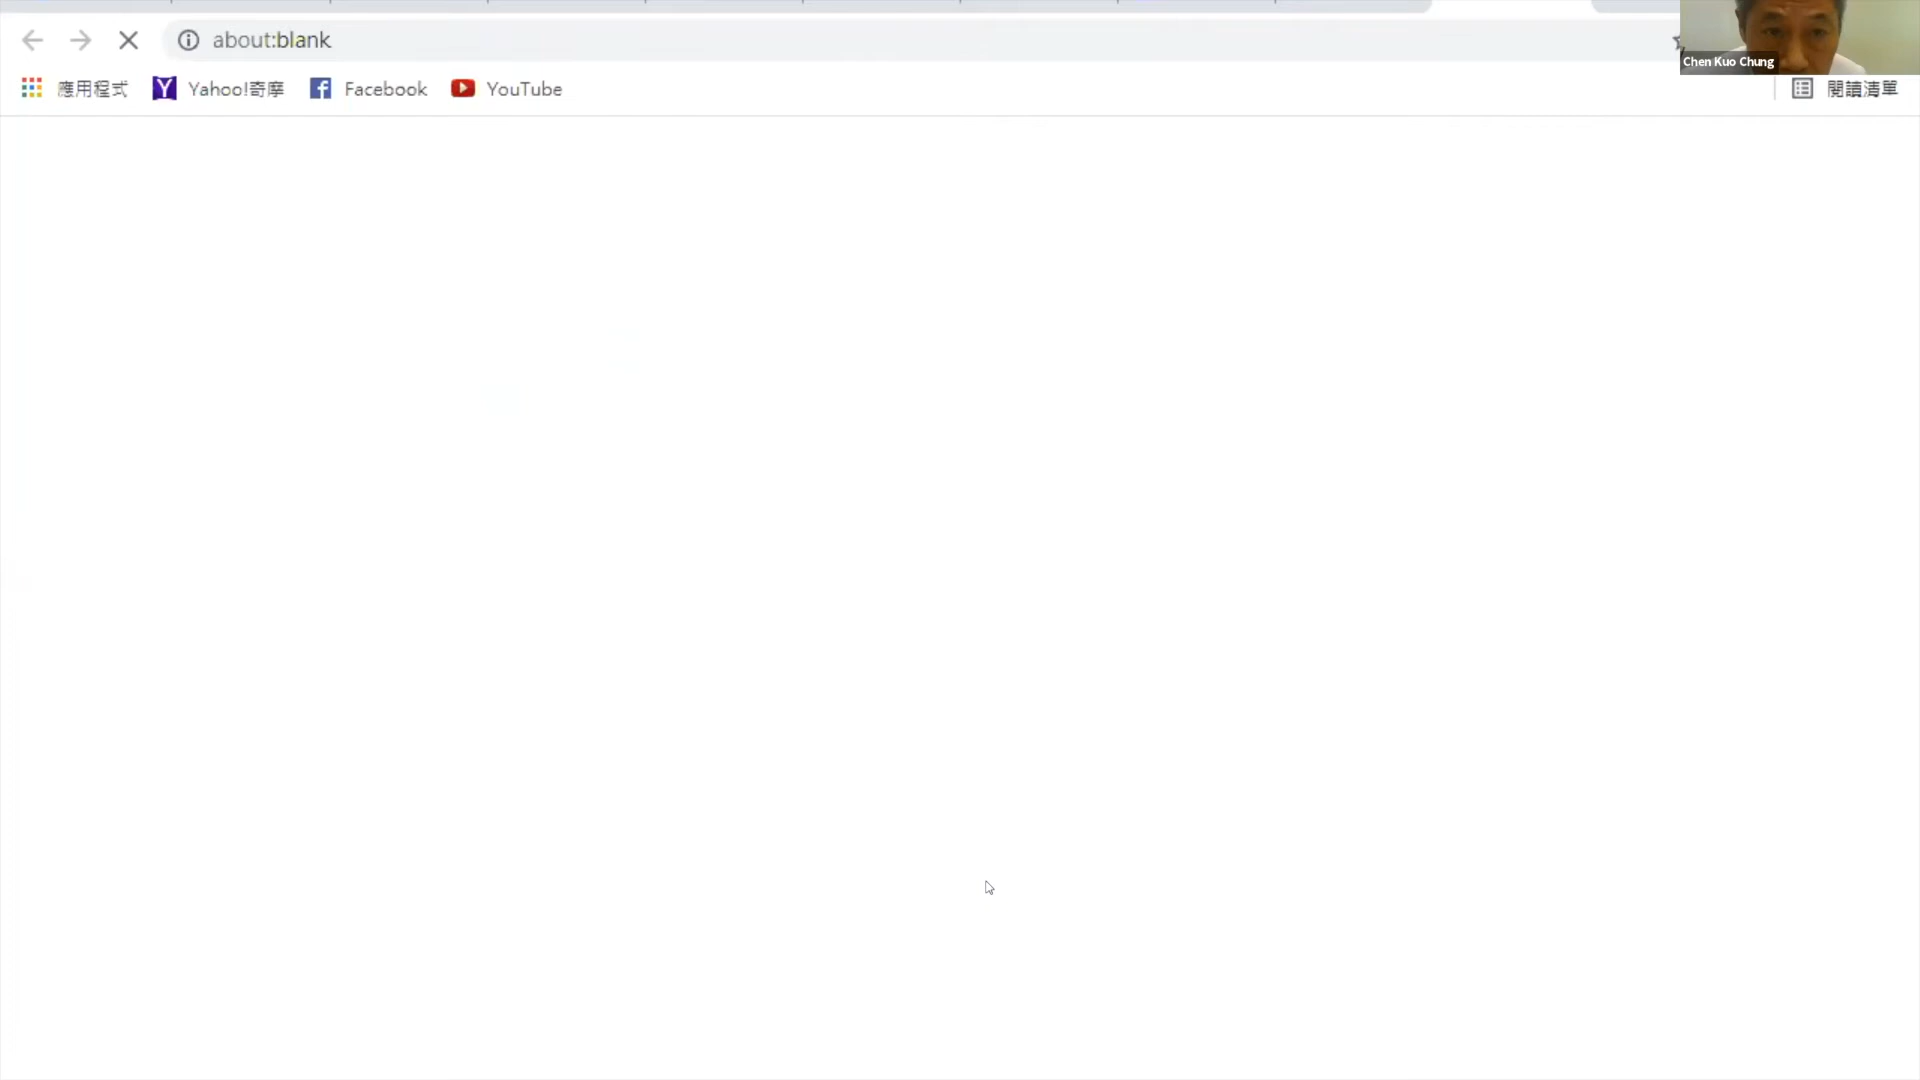 about:blank
Chen Kuo Chung
應用程式 Yahoo!奇摩 Facebook YouTube 閱讀清單